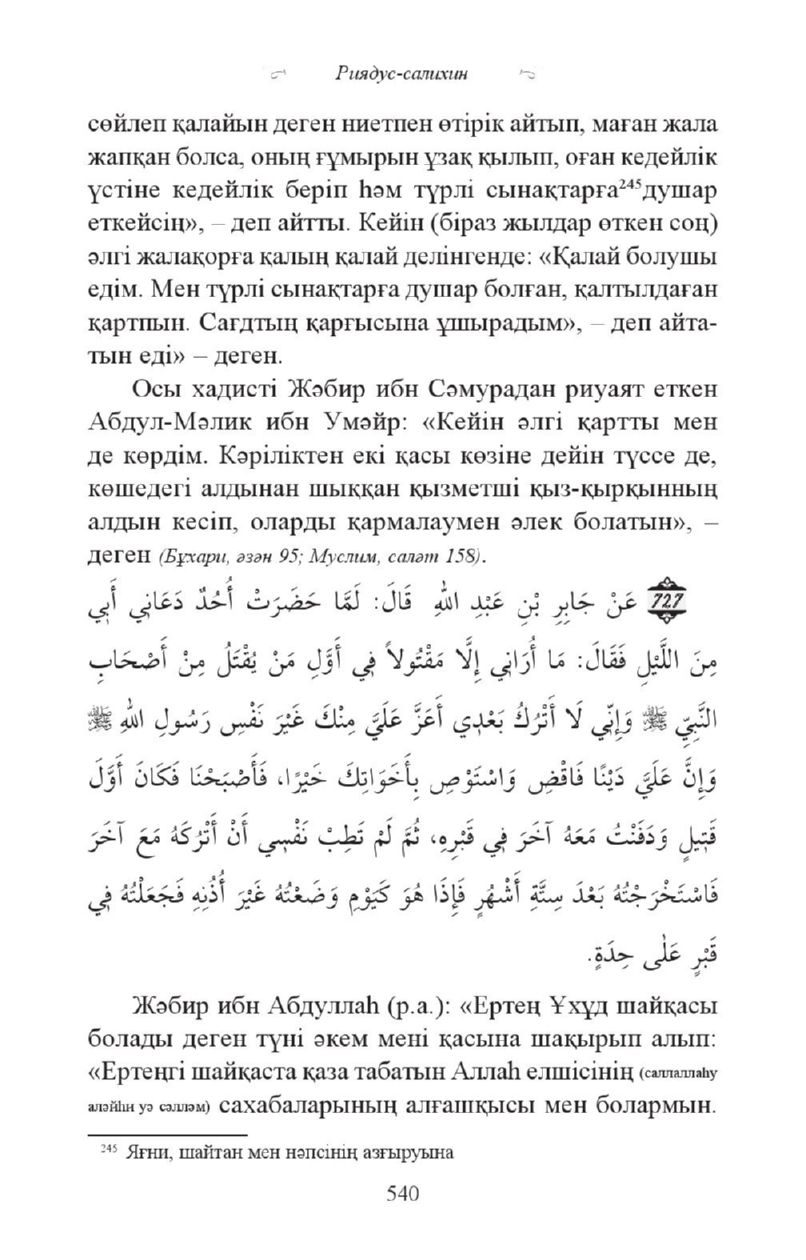 Риядус-салихин
сөйлеп қалайын деген ниетпен өтірік айтып, маған жала
жапқан болса, оның ғұмырын ұзақ қылып, оған кедейлік
үстіне кедейлік беріп һәм түрлі сынақтарға²⁴⁵душар
еткейсің», – деп айтты. Кейін (біраз жылдар өткен соң)
әлгі жалақорға қалың қалай делінгенде: «Қалай болушы
едім. Мен түрлі сынақтарға душар болған, қалтылдаған
қартпын. Сағдтың қарғысына ұшырадым», – деп айта-
тын еді» – деген.
Осы хадисті Жәбир ибн Сәмурадан риуаят еткен
Абдул-Мәлик ибн Умәйр: «Кейін әлгі қартты мен
де көрдім. Кәріліктен екі қасы көзіне дейін түссе де,
көшедегі алдынан шыққан қызметші қыз-қырқынның
алдын кесіп, оларды қармалаумен әлек болатын», –
деген (Бұхари, әзән 95; Муслим, саләт 158).
727 عَنْ جَابِرِ بْنِ عَبْدِ اللهِ قَالَ: لَمَّا حَضَرَتْ أُحُدٌ دَعَانِي أَبِي
مِنَ اللَّيْلِ فَقَالَ: مَا أُرَانِي إِلَّا مَقْتُولاً فِي أَوَّلِ مَنْ يُقْتَلُ مِنْ أَصْحَابِ
النَّبِيِّ ﷺ وَإِنِّي لَا أَتْرُكُ بَعْدِي أَعَزَّ عَلَيَّ مِنْكَ غَيْرَ نَفْسِ رَسُولِ اللهِ ﷺ
وَإِنَّ عَلَيَّ دَيْنًا فَاقْضِ وَاسْتَوْصِ بِأَخَوَاتِكَ خَيْرًا، فَأَصْبَحْنَا فَكَانَ أَوَّلَ
قَتِيلٍ وَدَفَنْتُ مَعَهُ آخَرَ فِي قَبْرِهِ، ثُمَّ لَمْ تَطِبْ نَفْسِي أَنْ أَتْرُكَهُ مَعَ آخَرَ
فَاسْتَخْرَجْتُهُ بَعْدَ سِتَّةِ أَشْهُرٍ فَإِذَا هُوَ كَيَوْمِ وَضَعْتُهُ غَيْرَ أُذُنِهِ فَجَعَلْتُهُ فِي
قَبْرٍ عَلَى حِدَةٍ.
Жәбир ибн Абдуллаһ (р.а.): «Ертең Ұхұд шайқасы
болады деген түні әкем мені қасына шақырып алып:
«Ертеңгі шайқаста қаза табатын Аллаһ елшісінің (саллаллаһу
аләйһи уә сәлләм) сахабаларының алғашқысы мен болармын.
²⁴⁵ Яғни, шайтан мен нәпсінің азғыруына
540